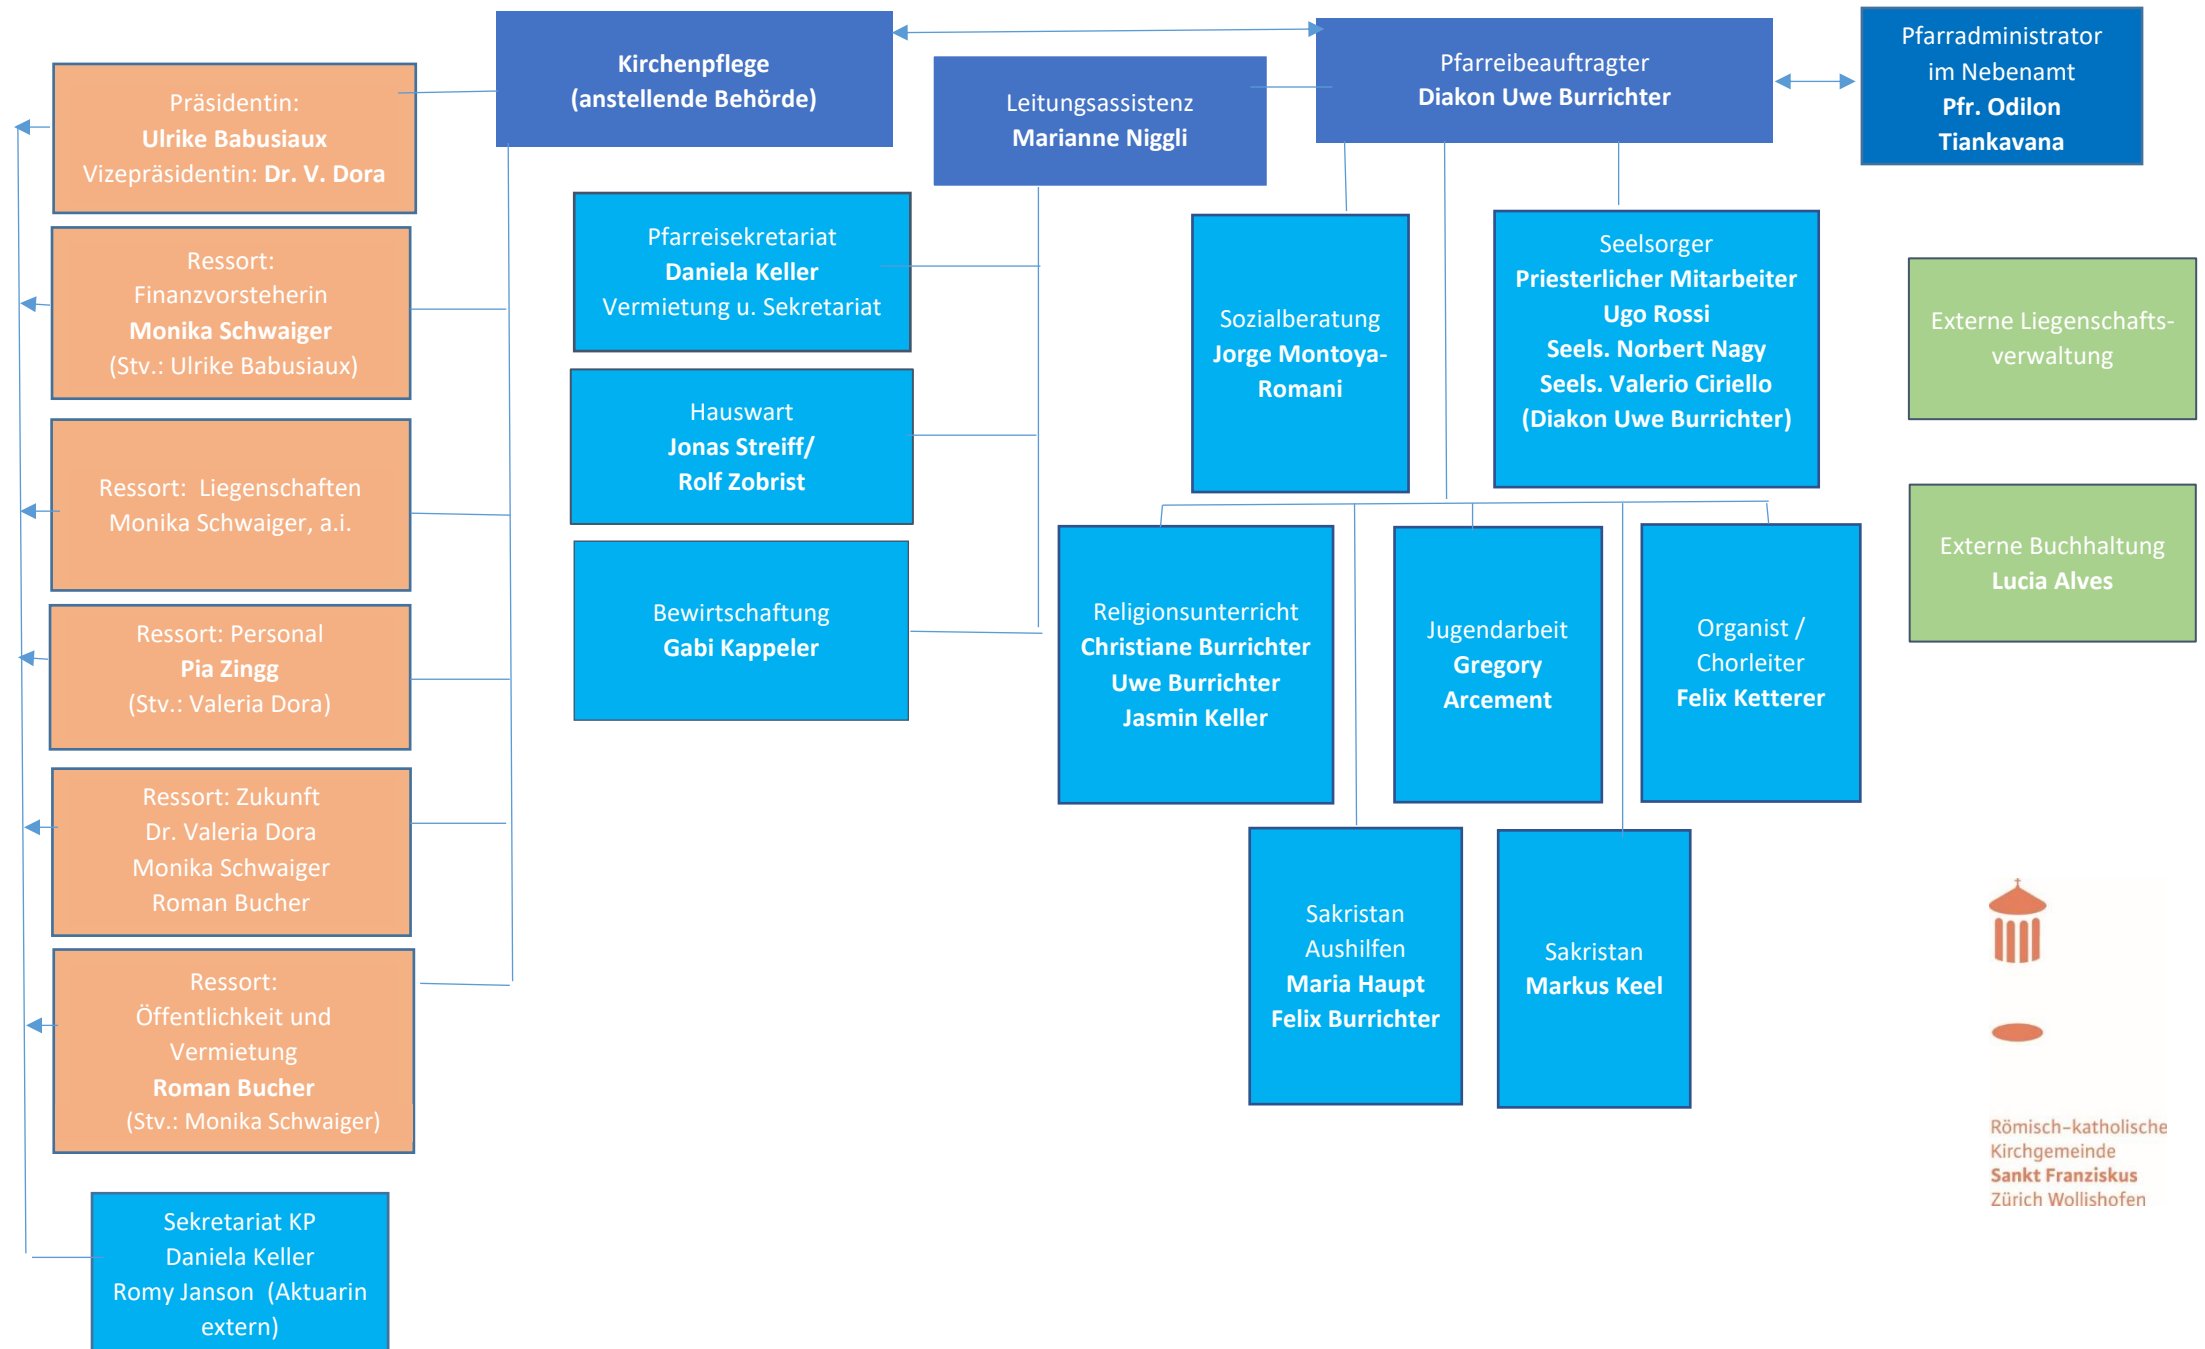 Kirchenpflege
(anstellende Behörde)
Leitungsassistenz
Marianne Niggli
Pfarreibeauftragter
Diakon Uwe Burrichter
Pfarradministrator
im Nebenamt
Pfr. Odilon
Tiankavana
Präsidentin:
Ulrike Babusiaux
Vizepräsidentin: Dr. V. Dora
Ressort:
Finanzvorsteherin
Monika Schwaiger
(Stv.: Ulrike Babusiaux)
Ressort:  Liegenschaften
Monika Schwaiger, a.i.
Ressort: Personal
Pia Zingg
(Stv.: Valeria Dora)
Ressort: Zukunft
Dr. Valeria Dora
Monika Schwaiger
Roman Bucher
Ressort:
Öffentlichkeit und
Vermietung
Roman Bucher
(Stv.: Monika Schwaiger)
Sekretariat KP
Daniela Keller
Romy Janson  (Aktuarin
extern)
Pfarreisekretariat
Daniela Keller
Vermietung u. Sekretariat
Hauswart
Jonas Streiff/
Rolf Zobrist
Bewirtschaftung
Gabi Kappeler
Sozialberatung
Jorge Montoya-
Romani
Seelsorger
Priesterlicher Mitarbeiter
Ugo Rossi
Seels. Norbert Nagy
Seels. Valerio Ciriello
(Diakon Uwe Burrichter)
Religionsunterricht
Christiane Burrichter
Uwe Burrichter
Jasmin Keller
Jugendarbeit
Gregory
Arcement
Organist /
Chorleiter
Felix Ketterer
Sakristan
Aushilfen
Maria Haupt
Felix Burrichter
Sakristan
Markus Keel
Externe Liegenschafts-
verwaltung
Externe Buchhaltung
Lucia Alves
Römisch-katholische
Kirchgemeinde
Sankt Franziskus
Zürich Wollishofen